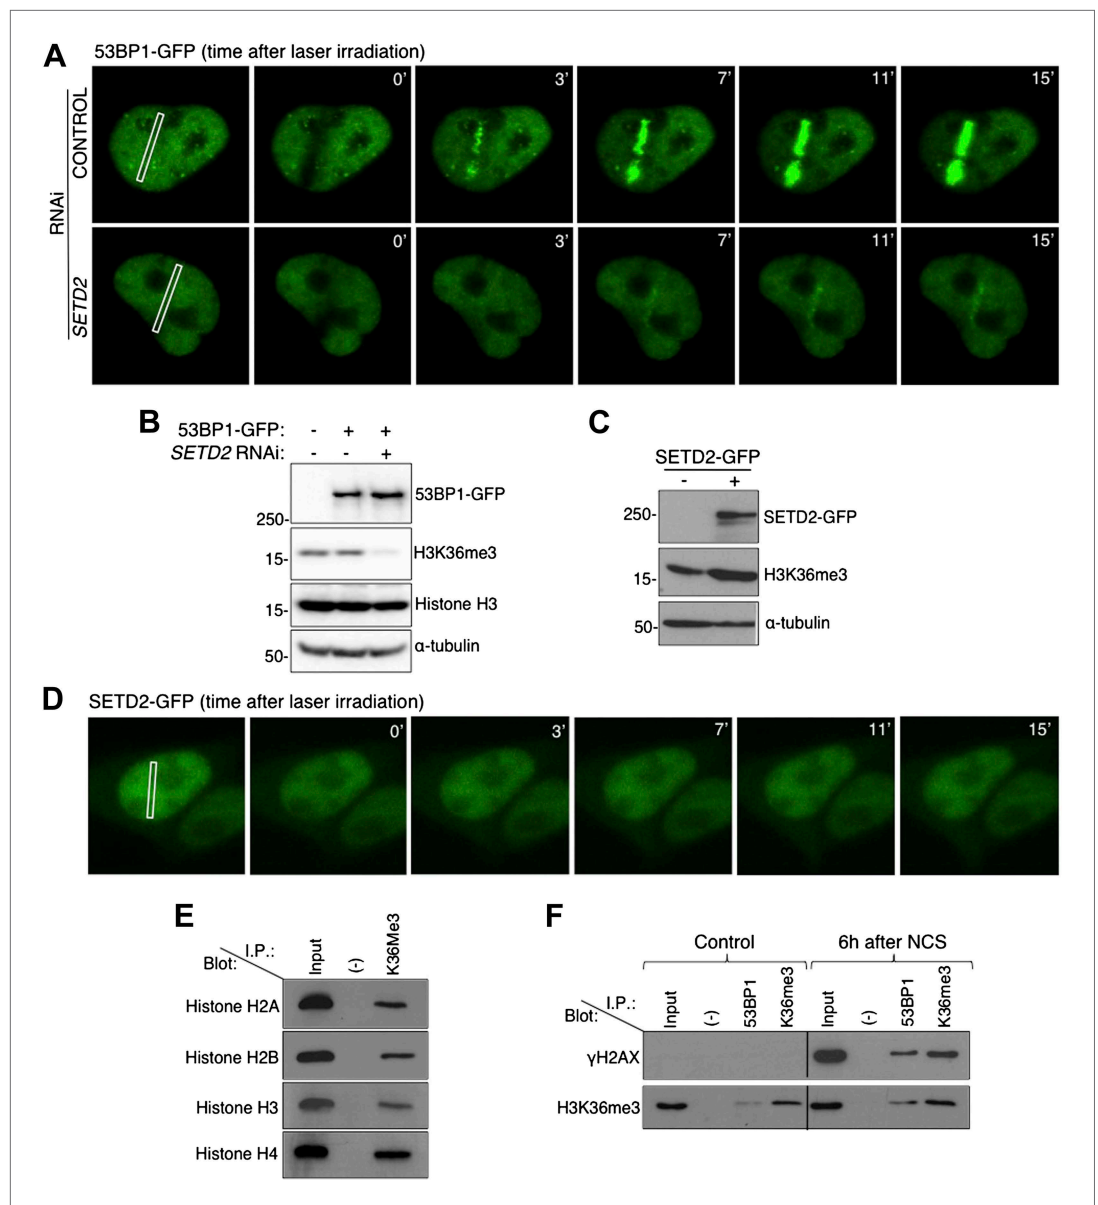 A 53BP1-GFP (time after laser irradiation)
RNAi
CONTROL
0’ 3’ 7’ 11’ 15’
SETD2
0’ 3’ 7’ 11’ 15’
B
53BP1-GFP: - + +
SETD2 RNAi: - - +
53BP1-GFP
250-
H3K36me3
15-
Histone H3
15-
α-tubulin
50-
C
SETD2-GFP
- +
250- SETD2-GFP
H3K36me3
15-
50- α-tubulin
D SETD2-GFP (time after laser irradiation)
0’ 3’ 7’ 11’ 15’
E
I.P.: Input (-) K36Me3
Blot:
Histone H2A
Histone H2B
Histone H3
Histone H4
F
Control 6h after NCS
I.P.: Input (-) 53BP1 K36me3 Input (-) 53BP1 K36me3
Blot:
γH2AX
H3K36me3